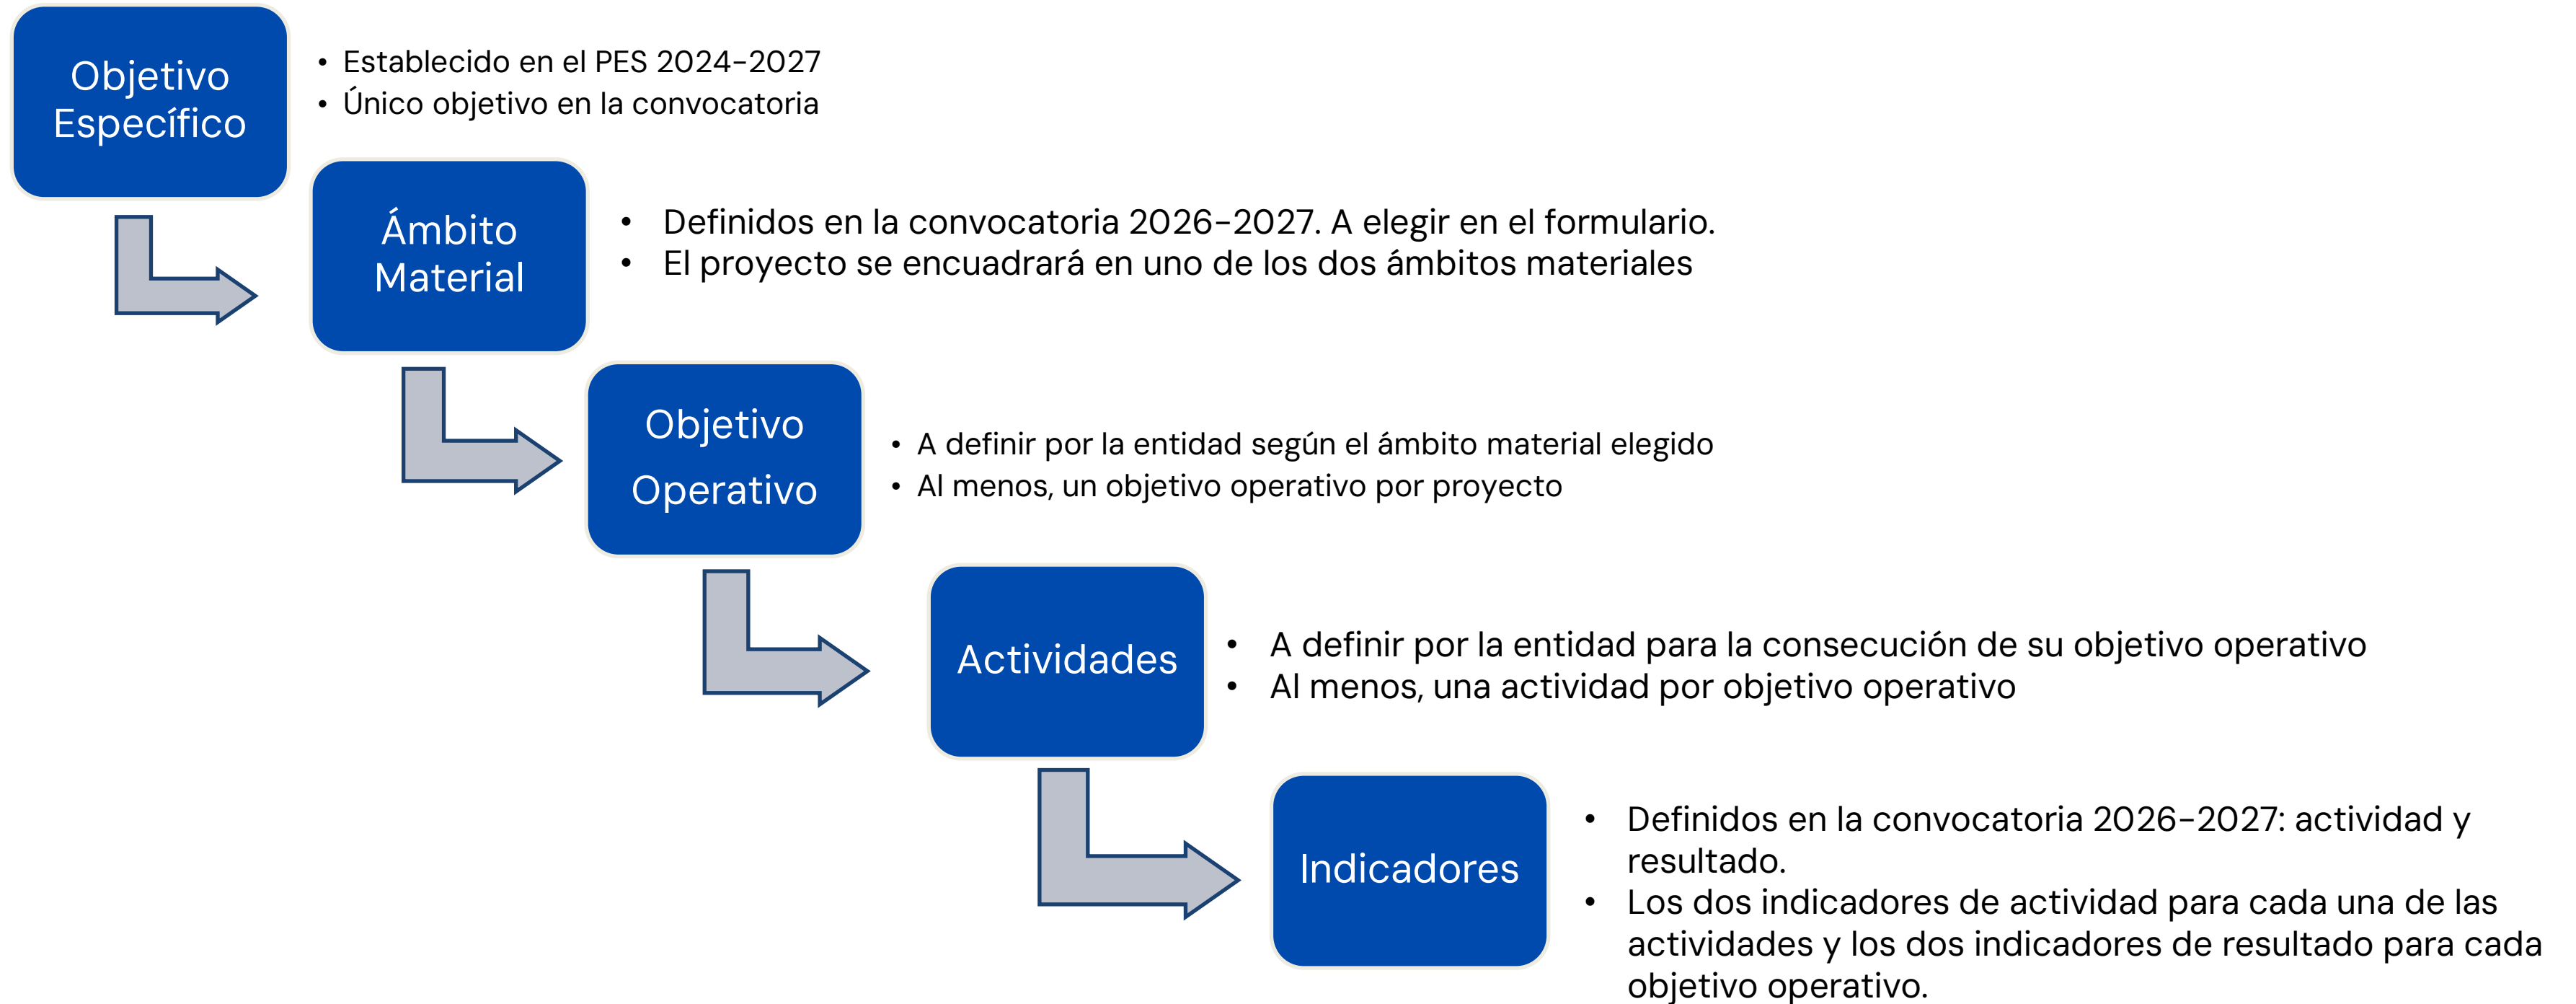 Objetivo
Específico
• Establecido en el PES 2024-2027
• Único objetivo en la convocatoria
Ámbito
Material
• Definidos en la convocatoria 2026-2027. A elegir en el formulario.
• El proyecto se encuadrará en uno de los dos ámbitos materiales
Objetivo
Operativo
• A definir por la entidad según el ámbito material elegido
• Al menos, un objetivo operativo por proyecto
Actividades
• A definir por la entidad para la consecución de su objetivo operativo
• Al menos, una actividad por objetivo operativo
Indicadores
• Definidos en la convocatoria 2026-2027: actividad y
resultado.
• Los dos indicadores de actividad para cada una de las
actividades y los dos indicadores de resultado para cada
objetivo operativo.